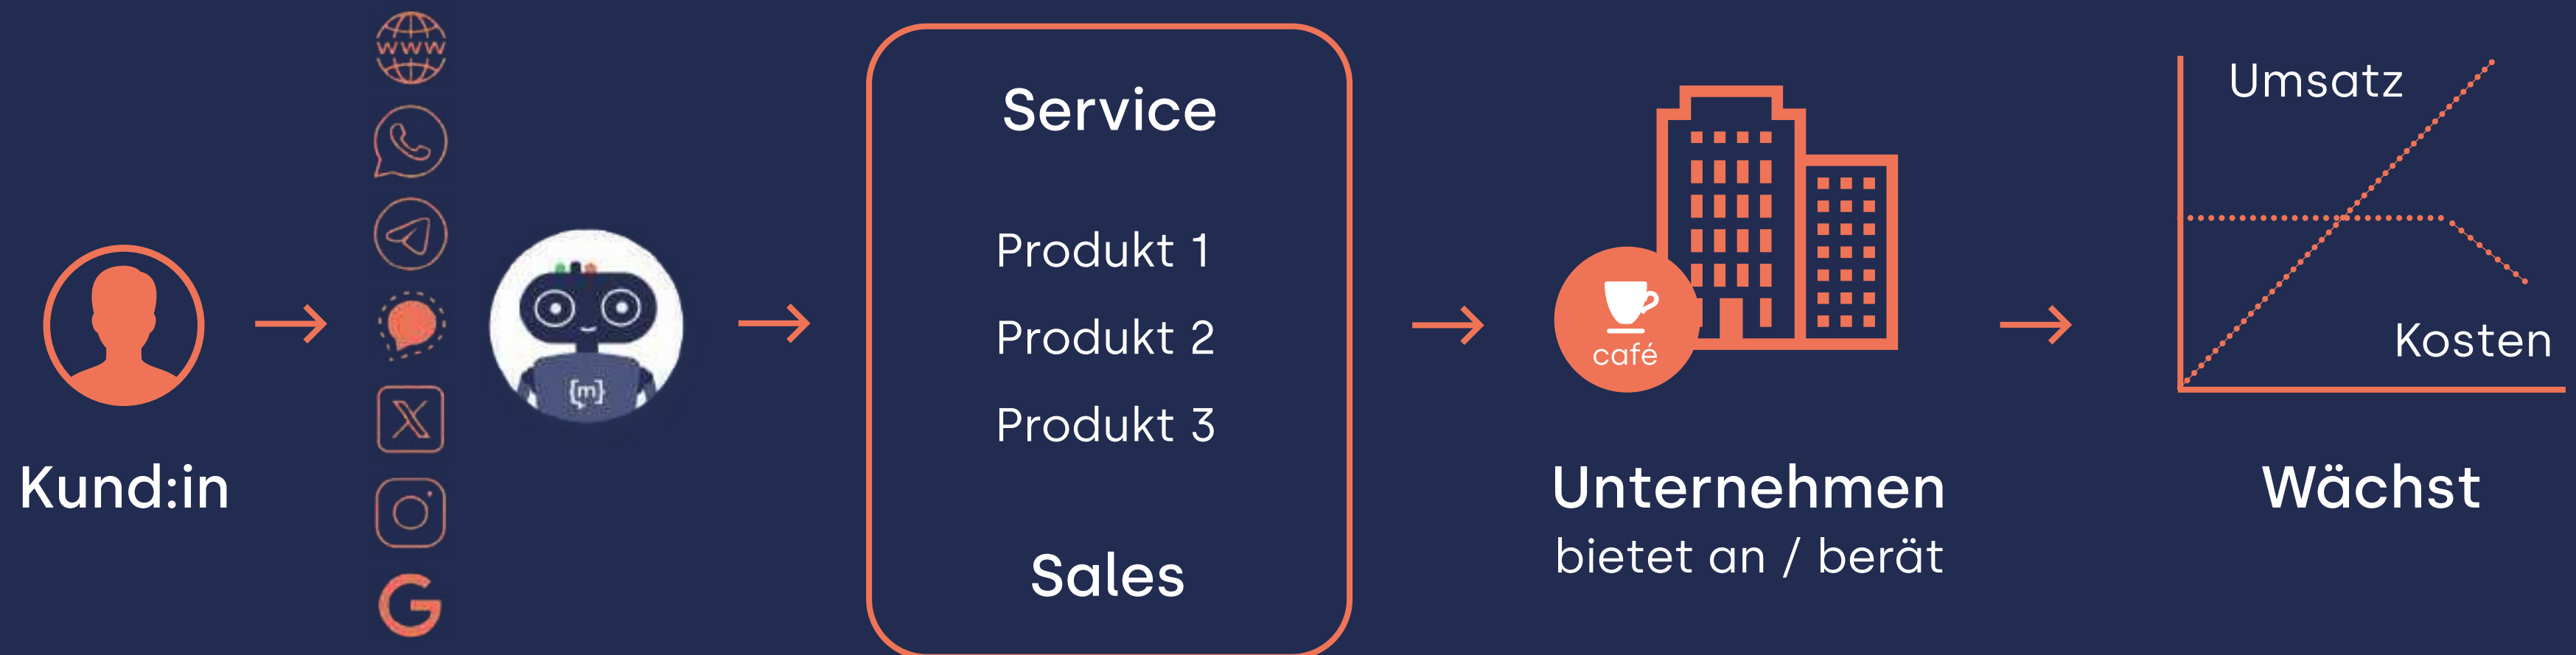 Kund:in
www
{m}
Service
Produkt 1
Produkt 2
Produkt 3
Sales
café
Unternehmen
bietet an / berät
Umsatz
Kosten
Wächst